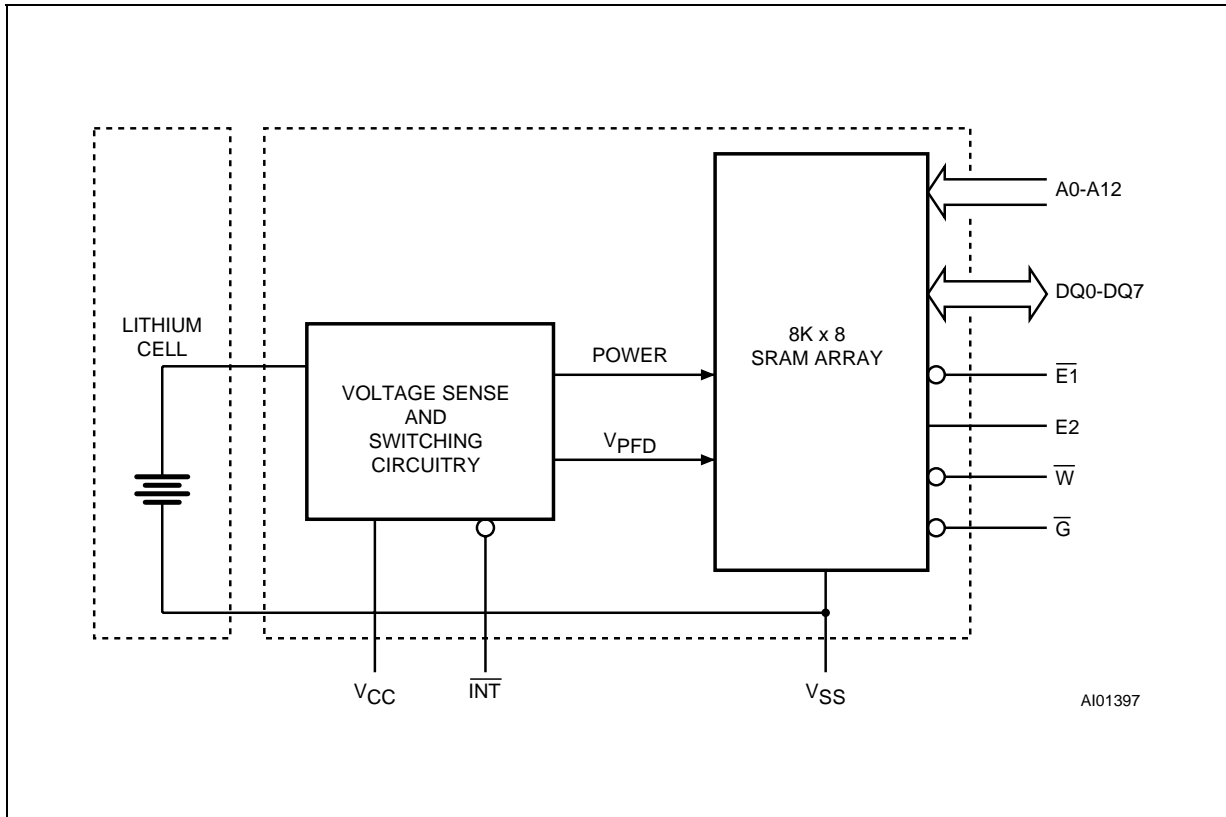 A0-A12
DQ0-DQ7
LITHIUM
CELL
8K x 8
SRAM ARRAY
POWER
E1̅
VOLTAGE SENSE
AND
SWITCHING
CIRCUITRY
E2
VPFD
W̅
G̅
VCC
I̅N̅T̅
VSS
AI01397